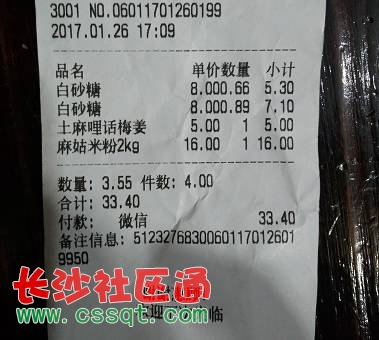 3001 NO.06011701260199
2017.01.26 17:09
品名 单价数量 小计
白砂糖 8.000.66 5.30
白砂糖 8.000.89 7.10
土麻哩话梅姜 5.00 1 5.00
麻姑米粉2kg 16.00 1 16.00
数量: 3.55 件数: 4.00
合计: 33.40
付款: 微信 33.40
备注信息: 5123276830060117012601
9950
长沙社区通
www.cssqt.com
临